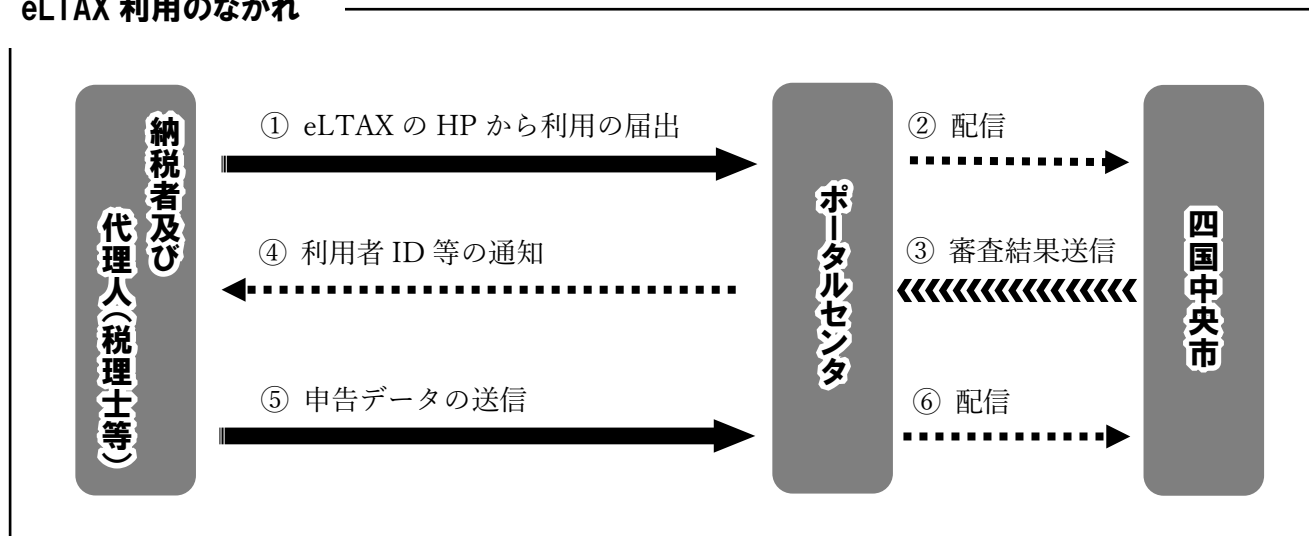 eLTAX 利用のながれ
納税者及び
代理人(税理士等)
① eLTAX の HP から利用の届出
④ 利用者 ID 等の通知
⑤ 申告データの送信
ポータルセンタ
② 配信
③ 審査結果送信
⑥ 配信
四国中央市